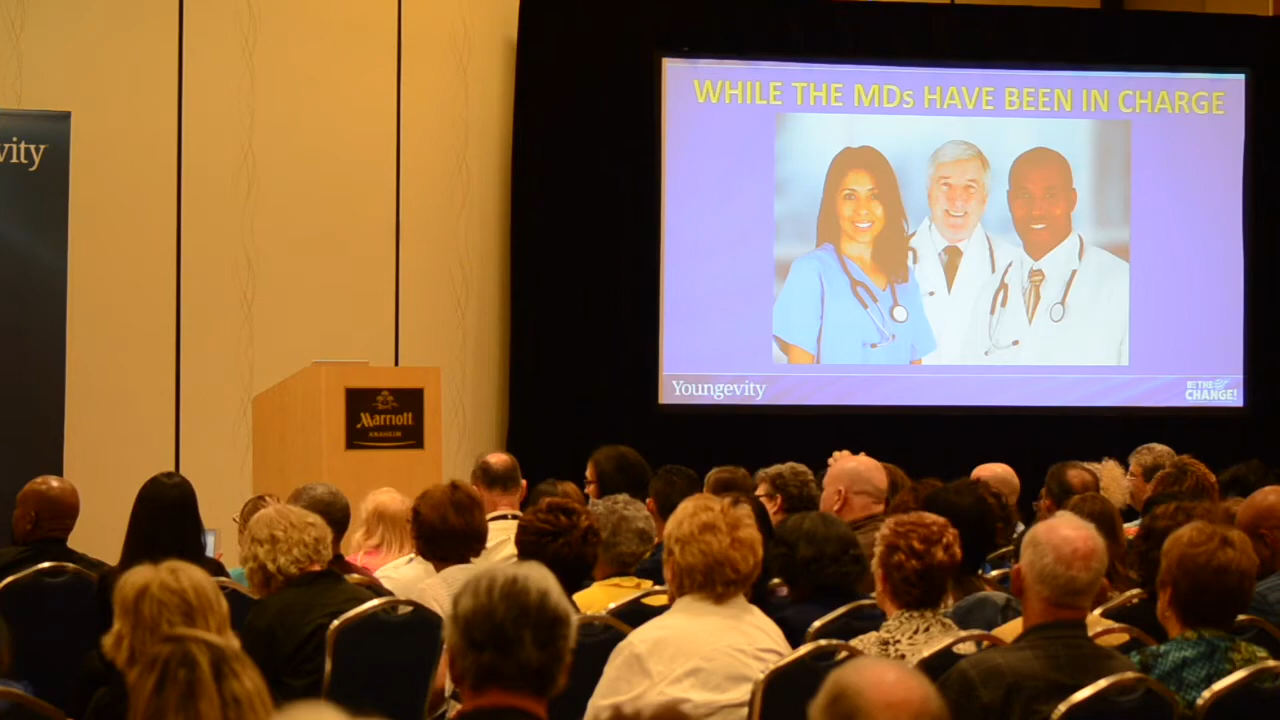 vity
WHILE THE MDs HAVE BEEN IN CHARGE
Youngevity
BE THE
CHANGE!
Marriott
ANAHEIM